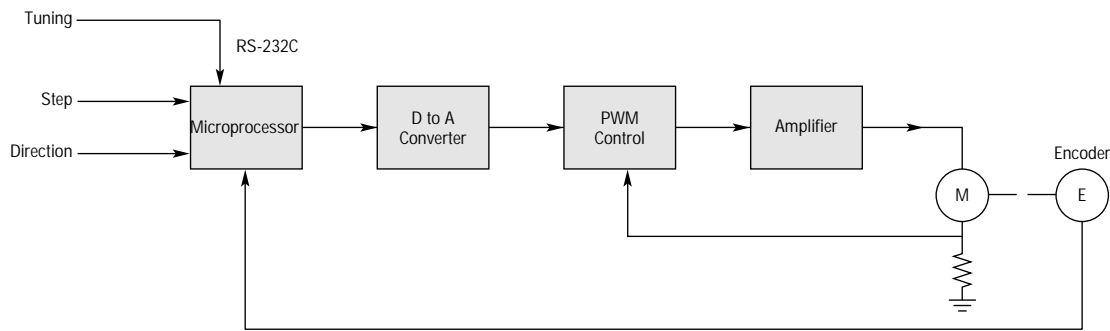 Tuning
RS-232C
Step
Direction
Microprocessor
D to A
Converter
PWM
Control
Amplifier
Encoder
M
E